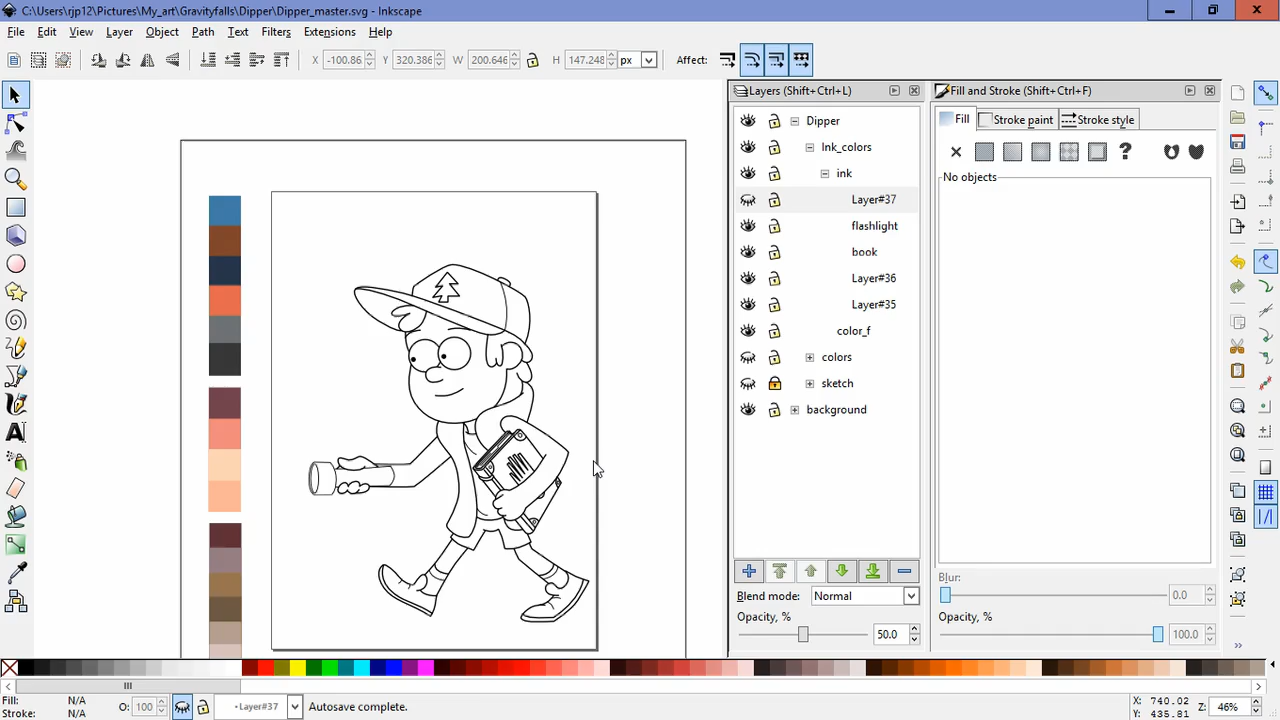 C:\Users\rjp12\Pictures\My_art\Gravityfalls\Dipper\Dipper_master.svg - Inkscape
File Edit View Layer Object Path Filters Text Extensions Help
X -100.86 Y 320.386 W 200.646 H 147.248 px Affect:
Layers (Shift+Ctrl+L)
Fill and Stroke (Shift+Ctrl+F)
Dipper
Fill Stroke paint Stroke style
Ink_colors
? 
ink
No objects
Layer#37
flashlight
book
Layer#36
Layer#35
color_f
colors
sketch
background
Blur:
0.0
Blend mode: Normal
Opacity, %
50.0
Opacity, %
100.0
Fill: N/A
Stroke: N/A
O: 100
Layer#37
Autosave complete.
X: 740.02
Y: 435.81
Z: 46%